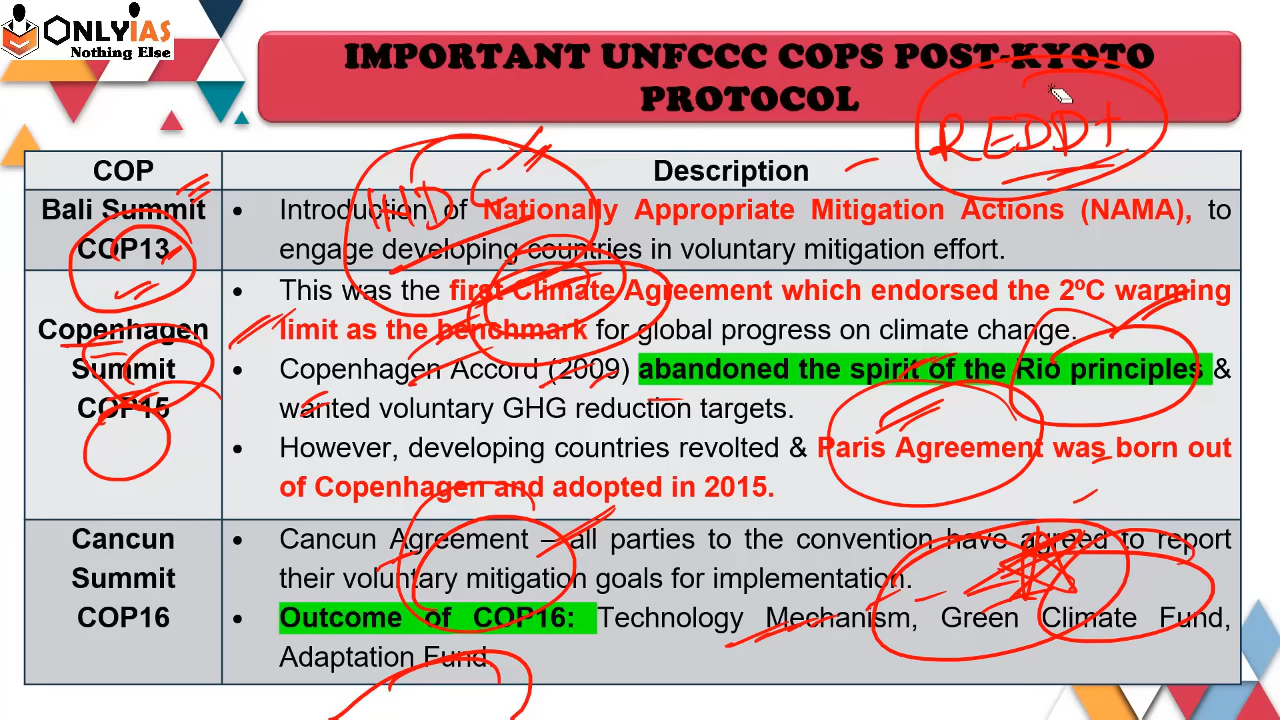 ONLYIAS
Nothing Else
IMPORTANT UNFCCC COPS POST-KYOTO
PROTOCOL
REDD+
COP
Description
Bali Summit
COP13
• Introduction of Nationally Appropriate Mitigation Actions (NAMA), to
engage developing countries in voluntary mitigation effort.
Copenhagen
Summit
COP15
• This was the first Climate Agreement which endorsed the 2⁰C warming
limit as the benchmark for global progress on climate change.
• Copenhagen Accord (2009) abandoned the spirit of the Rio principles &
wanted voluntary GHG reduction targets.
• However, developing countries revolted & Paris Agreement was born out
of Copenhagen and adopted in 2015.
Cancun
Summit
COP16
• Cancun Agreement – all parties to the convention have agreed to report
their voluntary mitigation goals for implementation.
• Outcome of COP16: Technology Mechanism, Green Climate Fund,
Adaptation Fund